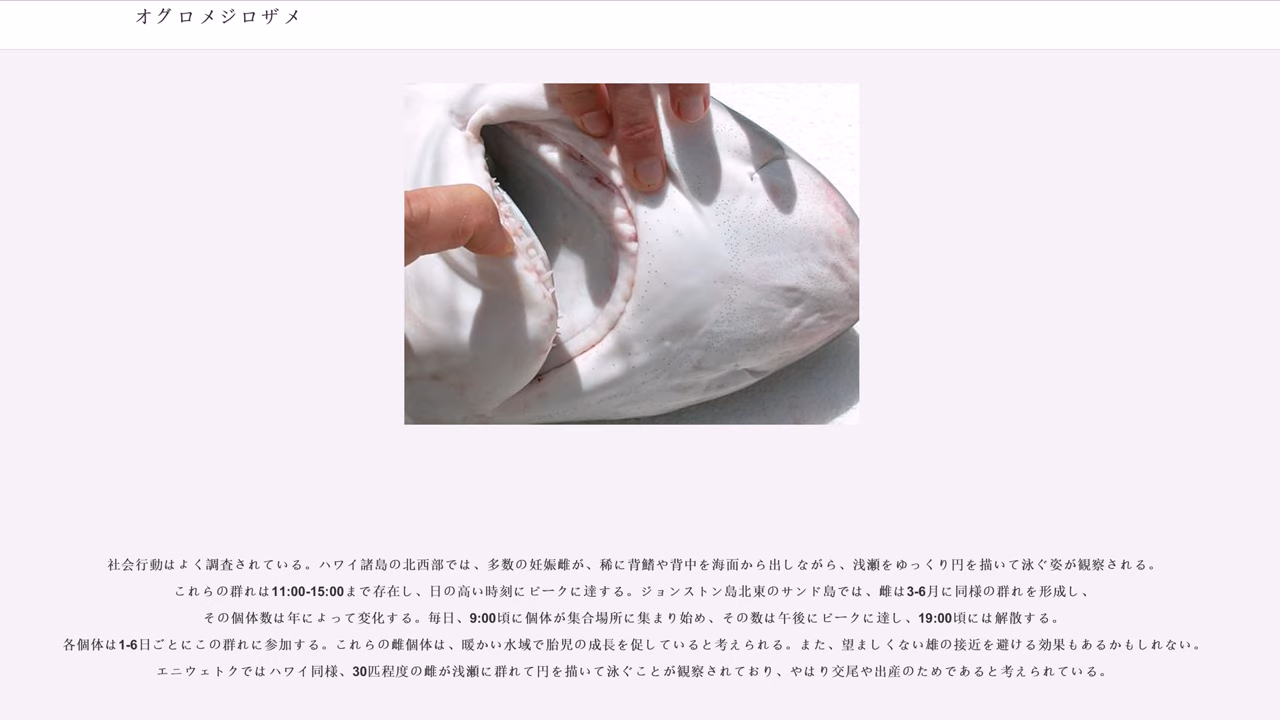 オグロメジロザメ
社会行動はよく調査されている。ハワイ諸島の北西部では、多数の妊娠雌が、稀に背鰭や背中を海面から出しながら、浅瀬をゆっくり円を描いて泳ぐ姿が観察される。
これらの群れは11:00-15:00まで存在し、日の高い時刻にピークに達する。ジョンストン島北東のサンド島では、雌は3-6月に同様の群れを形成し、
その個体数は年によって変化する。毎日、9:00頃に個体が集合場所に集まり始め、その数は午後にピークに達し、19:00頃には解散する。
各個体は1-6日ごとにこの群れに参加する。これらの雌個体は、暖かい水域で胎児の成長を促していると考えられる。また、望ましくない雄の接近を避ける効果もあるかもしれない。
エニウェトクではハワイ同様、30匹程度の雌が浅瀬に群れて円を描いて泳ぐことが観察されており、やはり交尾や出産のためであると考えられている。